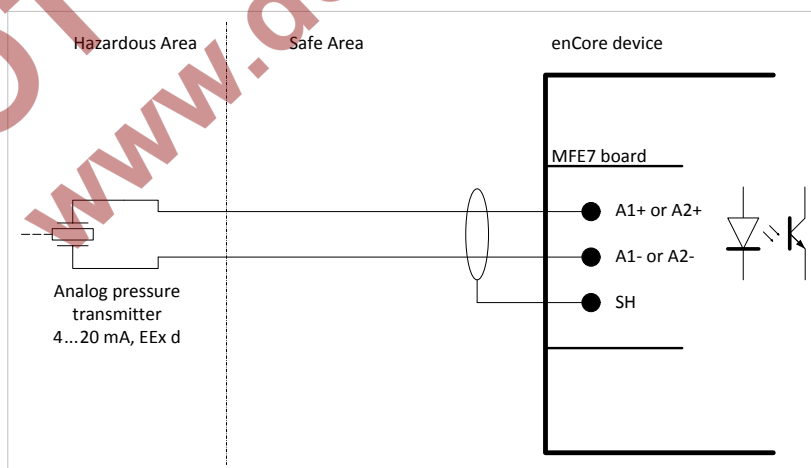 Hazardous Area
Safe Area
enCore device
MFE7 board
A1+ or A2+
A1- or A2-
SH
Analog pressure
transmitter
4...20 mA, EEx d